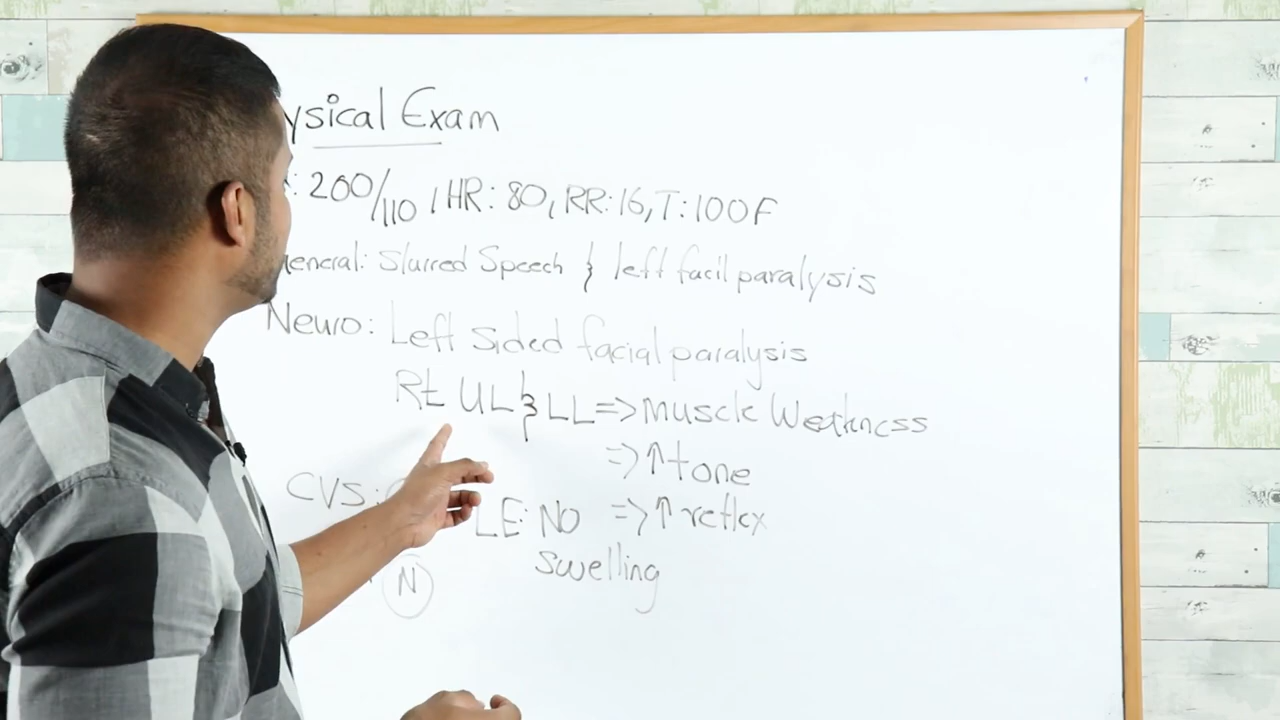 ysical Exam
: 200/110, HR: 80, RR: 16, T: 100F
eneral: Slurred Speech & left facil paralysis
Neuro: Left sided facial paralysis
Rt UL & LL => muscle Weakness
=> ↑ tone
CVS: LE: NO => ↑ reflex
swelling
N